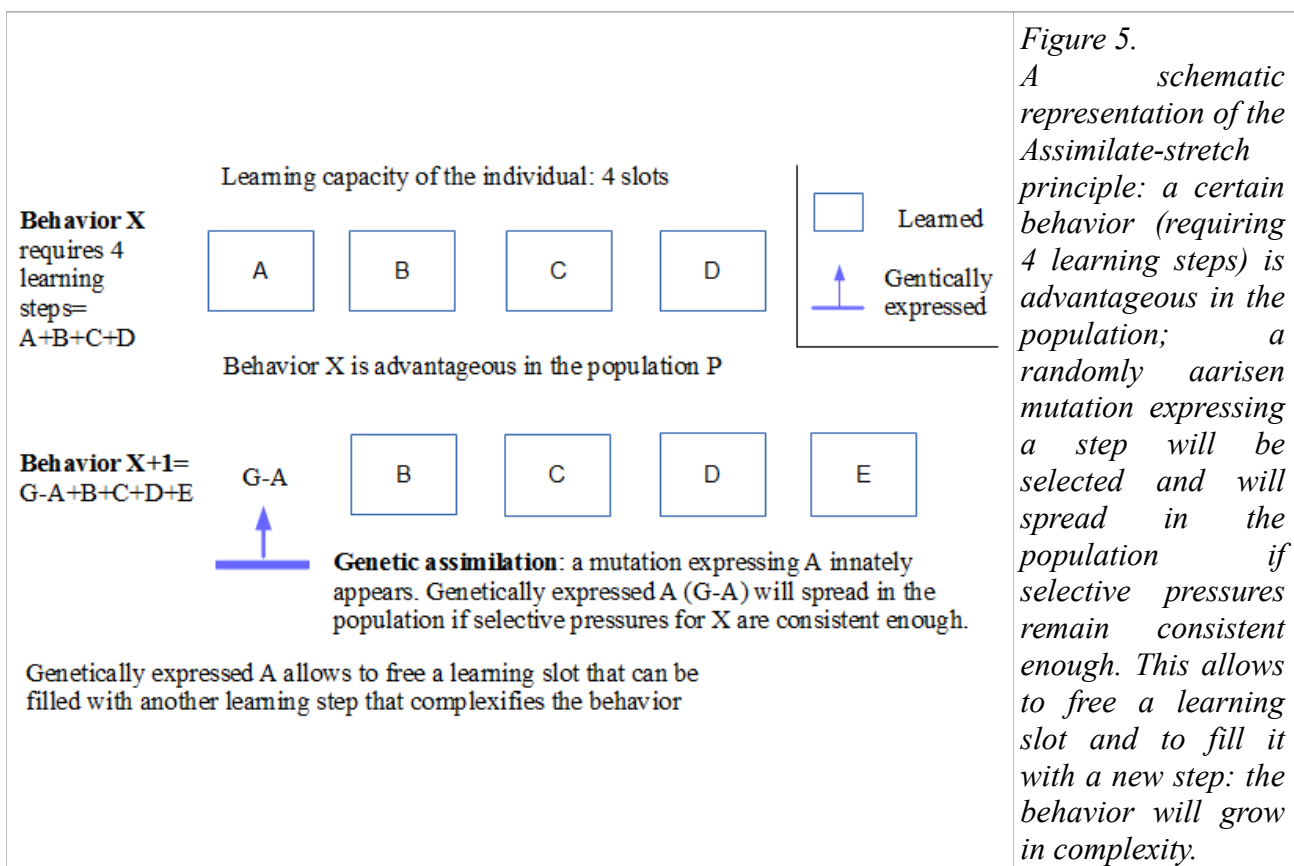 Learning capacity of the individual: 4 slots
Behavior X
requires 4
learning
steps=
A+B+C+D
A
B
C
D
Learned
Gentically
expressed
Behavior X is advantageous in the population P
Behavior X+1=
G-A+B+C+D+E
G-A
B
C
D
E
Genetic assimilation: a mutation expressing A innately
appears. Genetically expressed A (G-A) will spread in the
population if selective pressures for X are consistent enough.
Genetically expressed A allows to free a learning slot that can be
filled with another learning step that complexifies the behavior
Figure 5.
A schematic
representation of the
Assimilate-stretch
principle: a certain
behavior (requiring
4 learning steps) is
advantageous in the
population; a
randomly aarisen
mutation expressing
a step will be
selected and will
spread in the
population if
selective pressures
remain consistent
enough. This allows
to free a learning
slot and to fill it
with a new step: the
behavior will grow
in complexity.